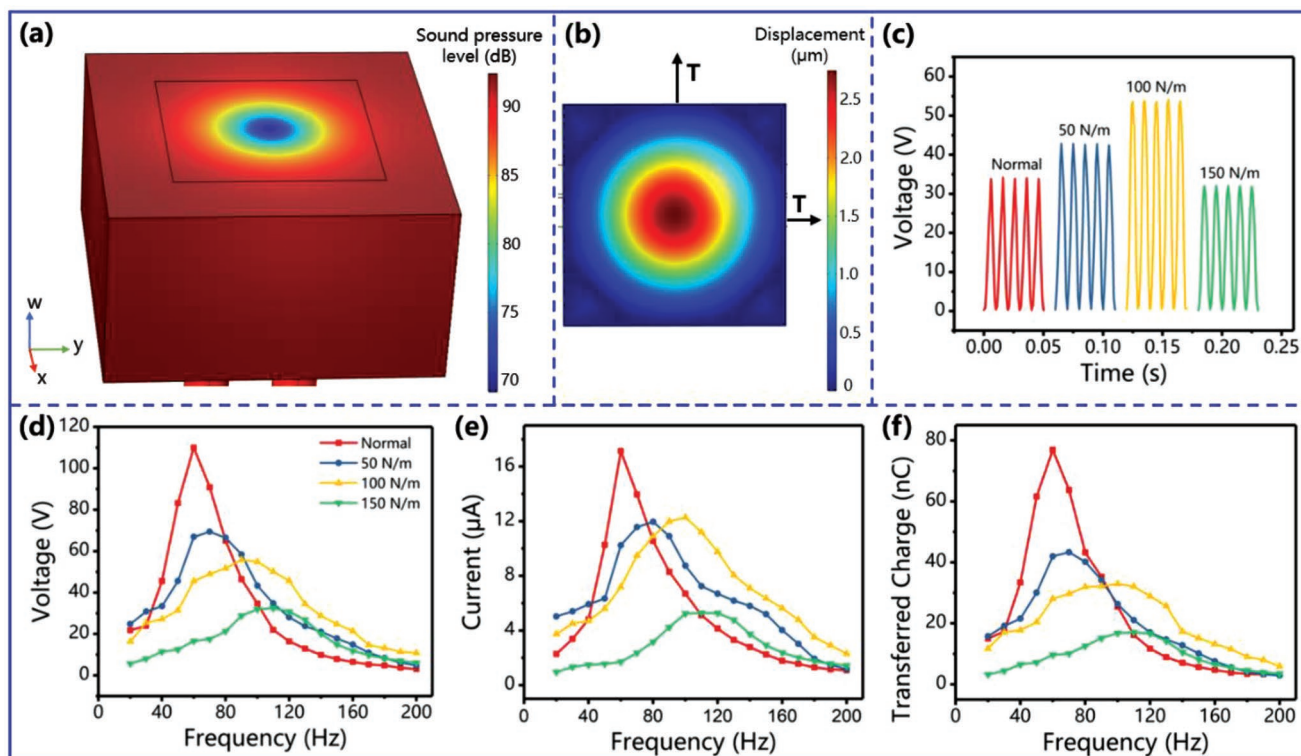 (a)
Sound pressure
level (dB)
90
85
80
75
70
w
y
x
(b)
Displacement
(μm)
T
T
2.5
2.0
1.5
1.0
0.5
0
(c)
Voltage (V)
60
50
40
30
20
10
0
Normal
50 N/m
100 N/m
150 N/m
0.00 0.05 0.10 0.15 0.20 0.25
Time (s)
(d)
Voltage (V)
120
100
80
60
40
20
0
Normal
50 N/m
100 N/m
150 N/m
0 40 80 120 160 200
Frequency (Hz)
(e)
Current (μA)
16
12
8
4
0
0 40 80 120 160 200
Frequency (Hz)
(f)
Transferred Charge (nC)
80
60
40
20
0
0 40 80 120 160 200
Frequency (Hz)